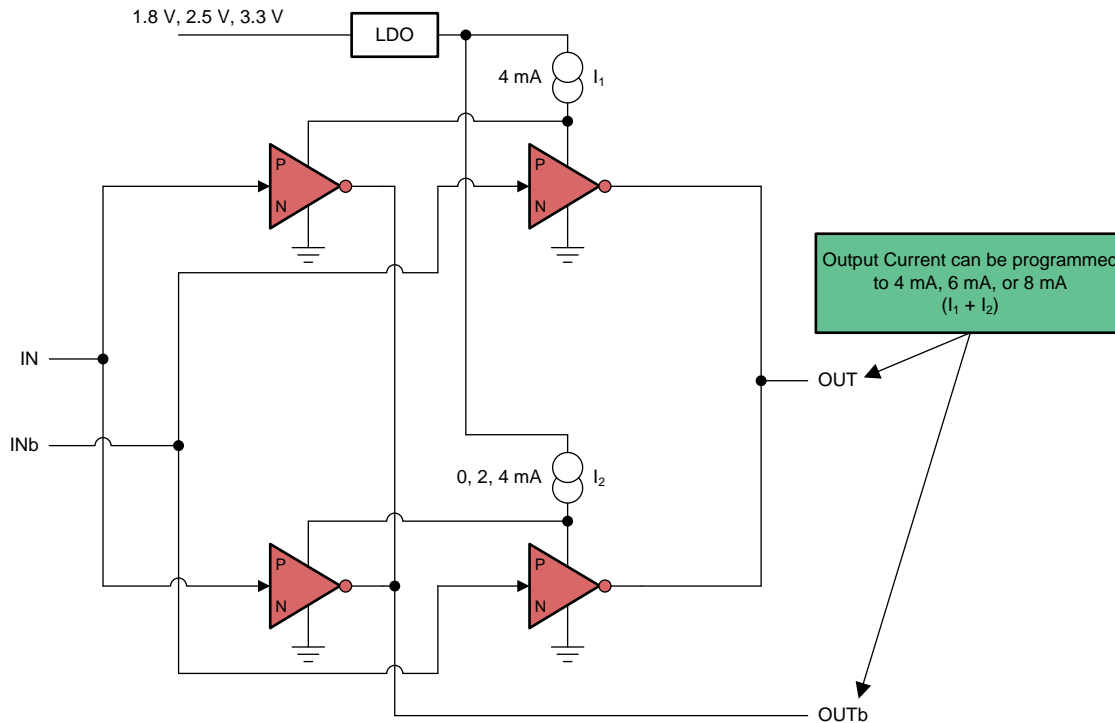 1.8 V, 2.5 V, 3.3 V
LDO
4 mA
I1
P
N
P
N
Output Current can be programmed
to 4 mA, 6 mA, or 8 mA
(I1 + I2)
IN
OUT
INb
0, 2, 4 mA
I2
P
N
P
N
OUTb